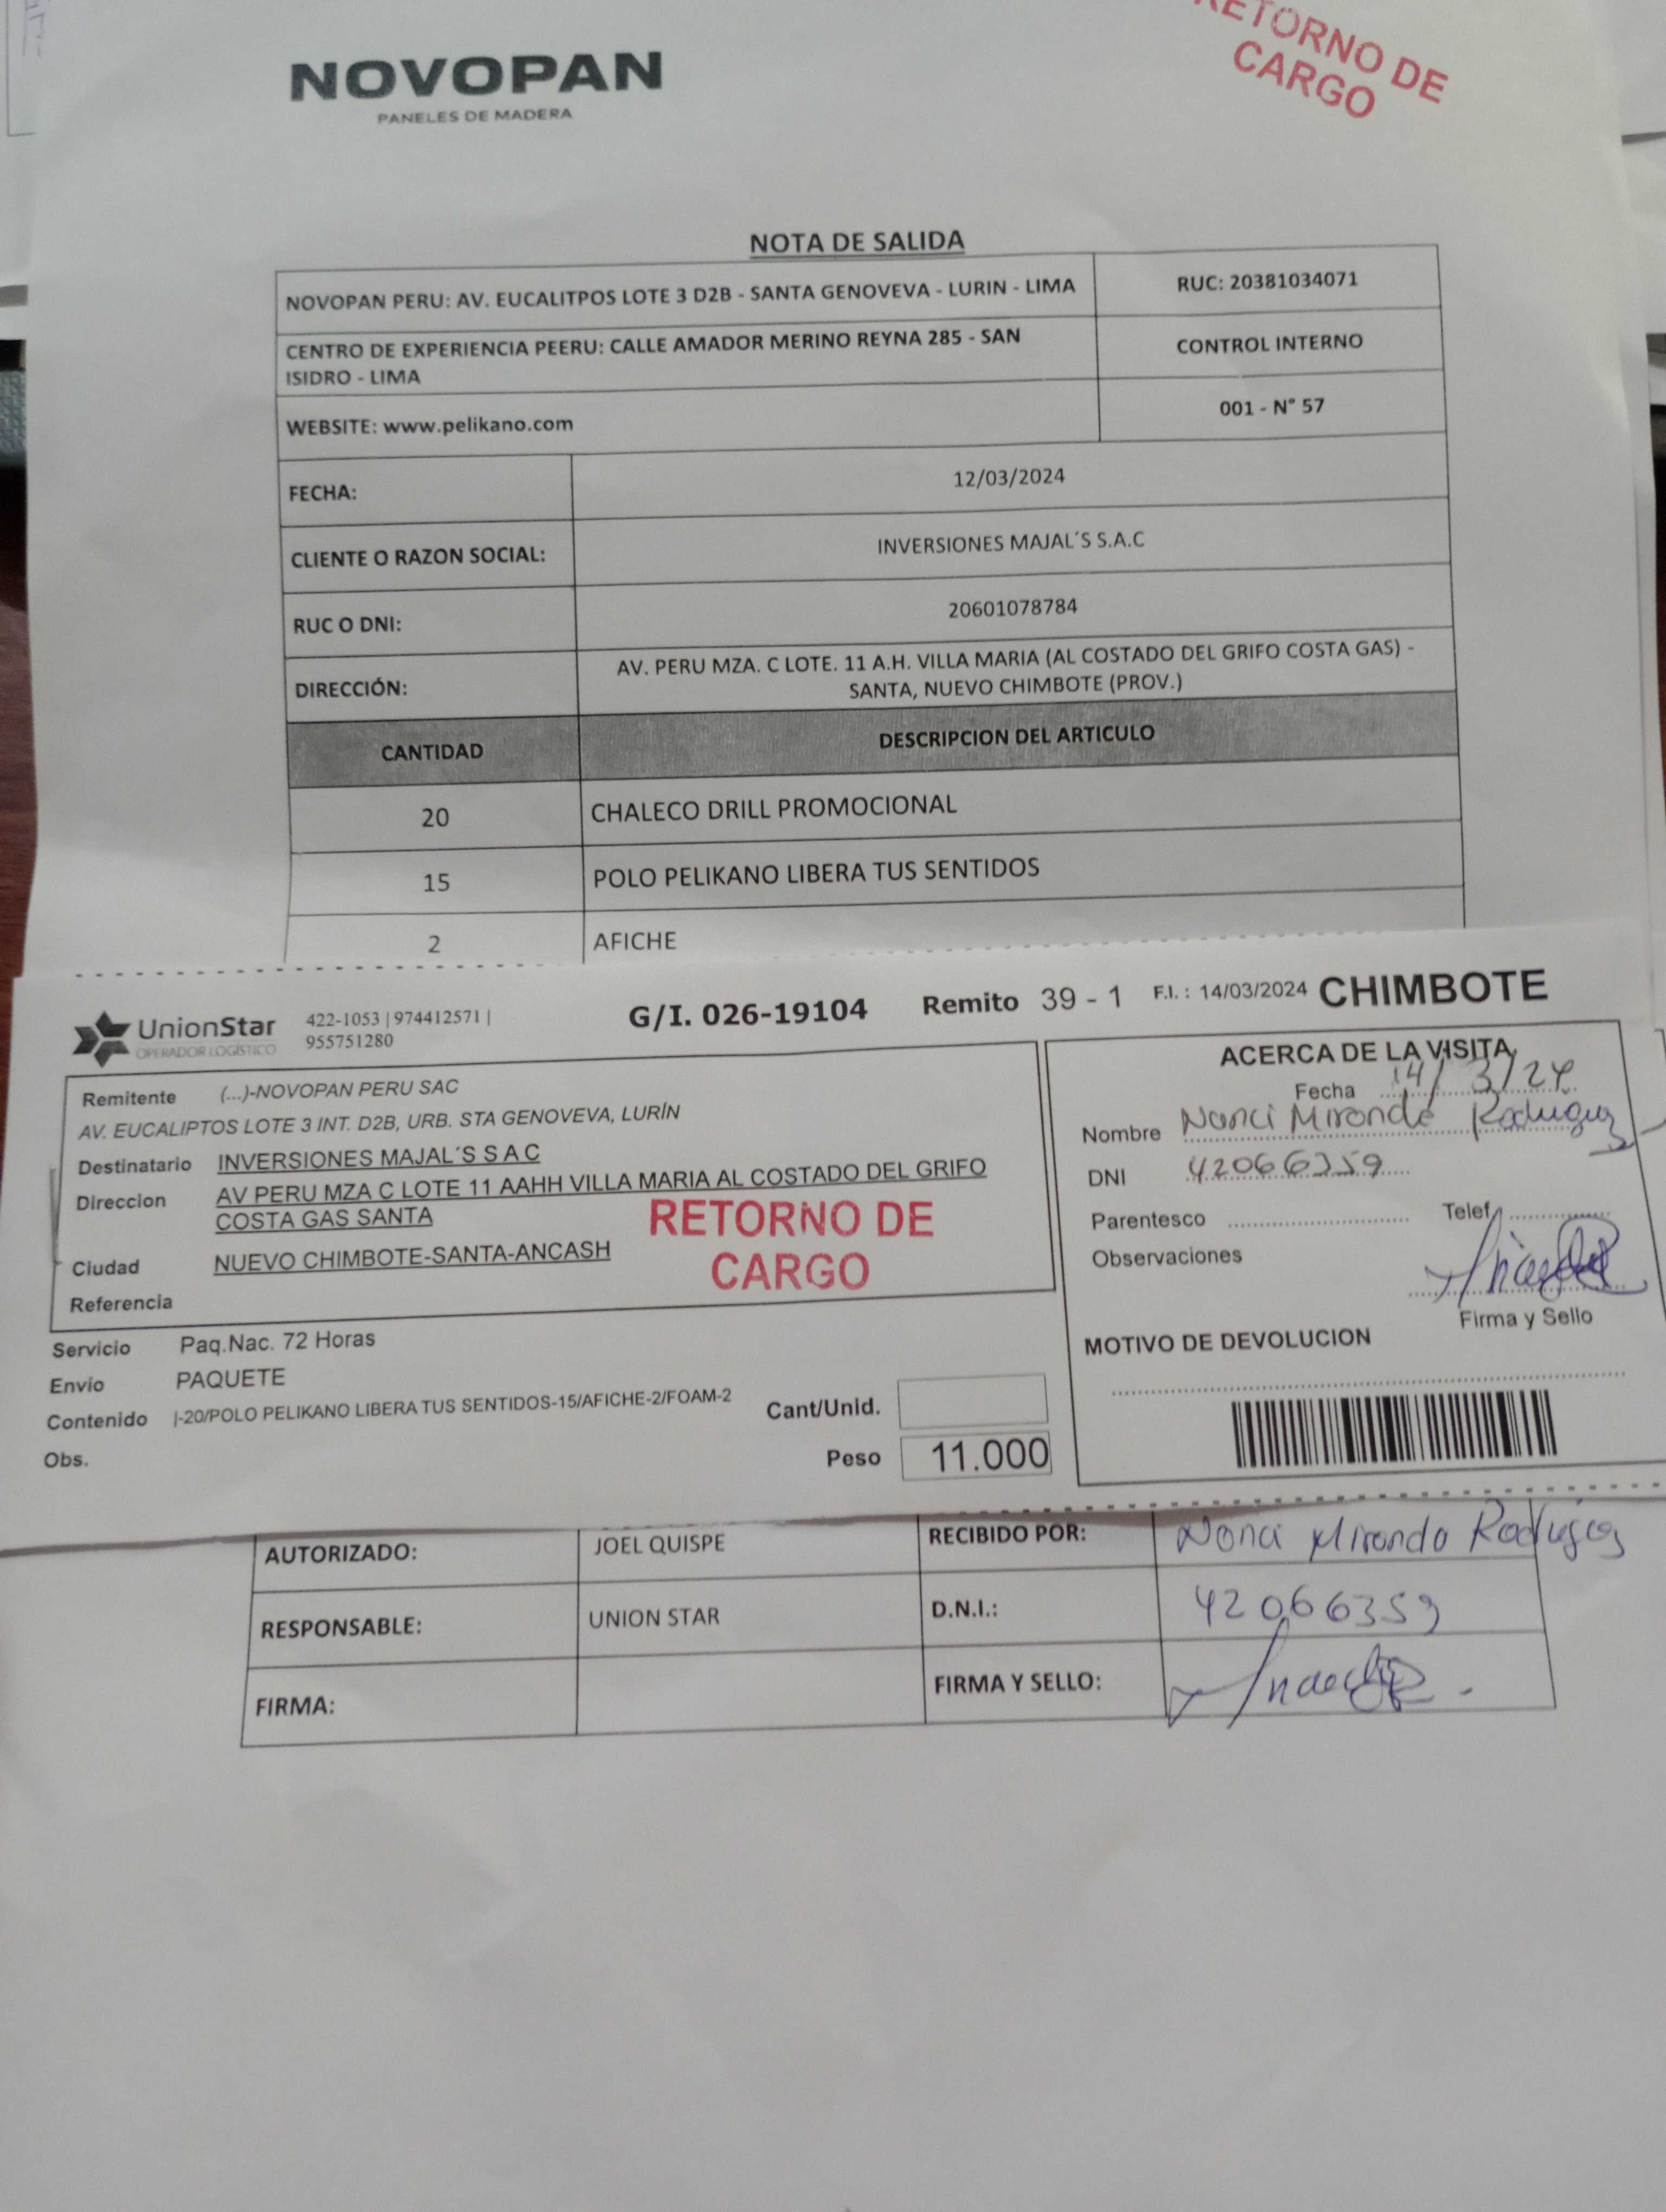 RETORNO DE
CARGO
NOVOPAN
PANELES DE MADERA
NOTA DE SALIDA
NOVOPAN PERU: AV. EUCALITPOS LOTE 3 D2B - SANTA GENOVEVA - LURIN - LIMA
RUC: 20381034071
CENTRO DE EXPERIENCIA PEERU: CALLE AMADOR MERINO REYNA 285 - SAN
ISIDRO - LIMA
CONTROL INTERNO
WEBSITE: www.pelikano.com
001 - N° 57
FECHA:
12/03/2024
CLIENTE O RAZON SOCIAL:
INVERSIONES MAJAL´S S.A.C
RUC O DNI:
20601078784
DIRECCIÓN:
AV. PERU MZA. C LOTE. 11 A.H. VILLA MARIA (AL COSTADO DEL GRIFO COSTA GAS) -
SANTA, NUEVO CHIMBOTE (PROV.)
CANTIDAD
DESCRIPCION DEL ARTICULO
20
CHALECO DRILL PROMOCIONAL
15
POLO PELIKANO LIBERA TUS SENTIDOS
2
AFICHE
UnionStar
OPERADOR LOGÍSTICO
422-1053 | 974412571 |
955751280
G/I. 026-19104
Remito 39 - 1
F.I. : 14/03/2024
CHIMBOTE
Remitente (...)-NOVOPAN PERU SAC
AV. EUCALIPTOS LOTE 3 INT. D2B, URB. STA GENOVEVA, LURÍN
Destinatario INVERSIONES MAJAL´S S A C
Direccion AV PERU MZA C LOTE 11 AAHH VILLA MARIA AL COSTADO DEL GRIFO
COSTA GAS SANTA
Ciudad NUEVO CHIMBOTE-SANTA-ANCASH
Referencia
RETORNO DE
CARGO
Servicio Paq.Nac. 72 Horas
Envío PAQUETE
Contenido |-20/POLO PELIKANO LIBERA TUS SENTIDOS-15/AFICHE-2/FOAM-2
Obs.
Cant/Unid.
Peso 11.000
ACERCA DE LA VISITA
Fecha 14/3/24
Nombre Nanci Miranda Rodriguez
DNI 42066359
Parentesco Telef.
Observaciones
Firma y Sello
MOTIVO DE DEVOLUCION
AUTORIZADO:
JOEL QUISPE
RECIBIDO POR:
Nanci Miranda Rodriguez
RESPONSABLE:
UNION STAR
D.N.I.:
42066359
FIRMA:
FIRMA Y SELLO: